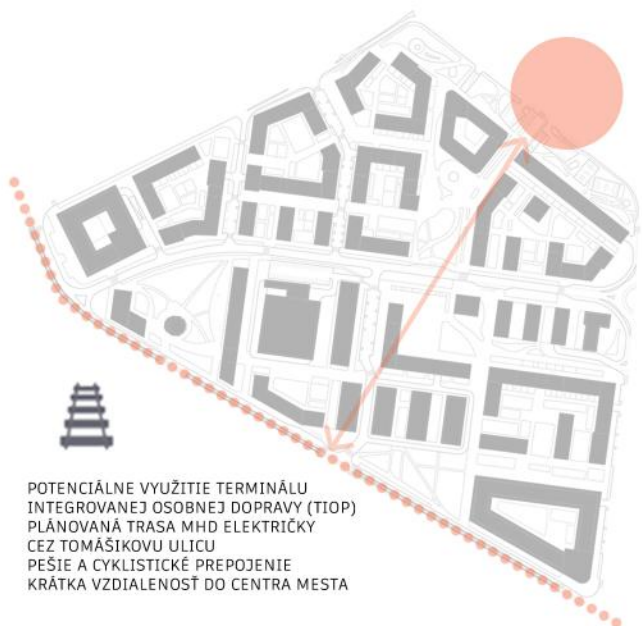 POTENCIÁLNE VYUŽITIE TERMINÁLU
INTEGROVANEJ OSOBNEJ DOPRAVY (TIOP)
PLÁNOVANÁ TRASA MHD ELEKTRIČKY
CEZ TOMÁŠIKOVU ULICU
PEŠIE A CYKLISTICKÉ PREPOJENIE
KRÁTKA VZDIALENOSŤ DO CENTRA MESTA